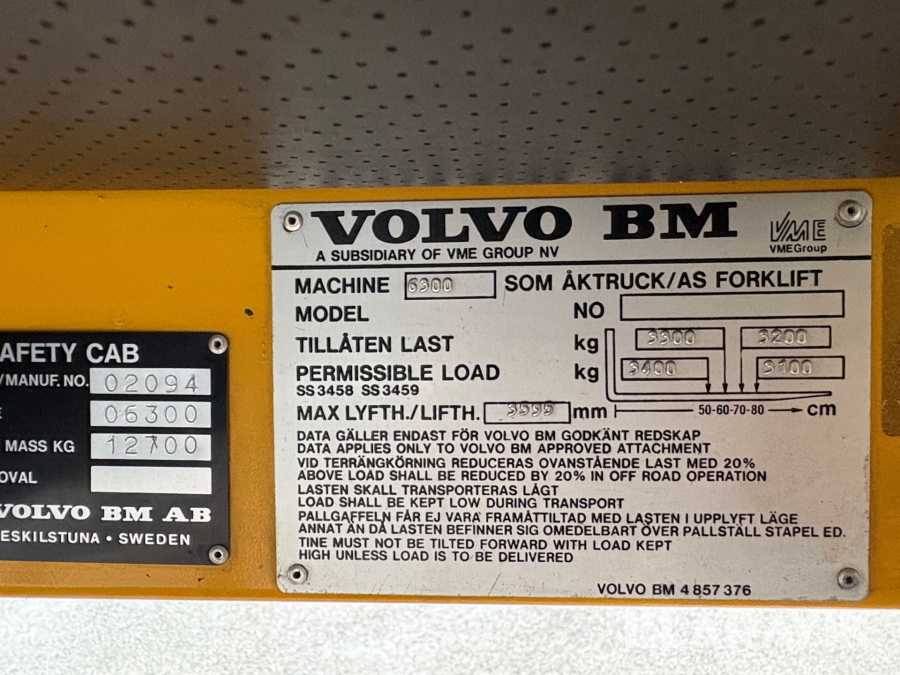 AFETY CAB
/MANUF. NO. 02094
E 06300
MASS KG 12700
OVAL
VOLVO BM AB
ESKILSTUNA • SWEDEN
VOLVO BM
VME
A SUBSIDIARY OF VME GROUP NV
VMEGroup
MACHINE 6300 SOM ÅKTRUCK/AS FORKLIFT
MODEL NO
TILLÅTEN LAST kg 3300 3200
PERMISSIBLE LOAD kg 3400 3100
SS3458 SS3459
MAX LYFTH./LIFTH. 3595 mm 50-60-70-80 cm
DATA GÄLLER ENDAST FÖR VOLVO BM GODKÄNT REDSKAP
DATA APPLIES ONLY TO VOLVO BM APPROVED ATTACHMENT
VID TERRÄNGKÖRNING REDUCERAS OVANSTÅENDE LAST MED 20%
ABOVE LOAD SHALL BE REDUCED BY 20% IN OFF ROAD OPERATION
LASTEN SKALL TRANSPORTERAS LÅGT
LOAD SHALL BE KEPT LOW DURING TRANSPORT
PALLGAFFELN FÅR EJ VARA FRAMÅTTILTAD MED LASTEN I UPPLYFT LÄGE
ANNAT ÄN DÅ LASTEN BEFINNER SIG OMEDELBART ÖVER PALLSTÄLL STAPEL ED.
TINE MUST NOT BE TILTED FORWARD WITH LOAD KEPT
HIGH UNLESS LOAD IS TO BE DELIVERED
VOLVO BM 4 857 376